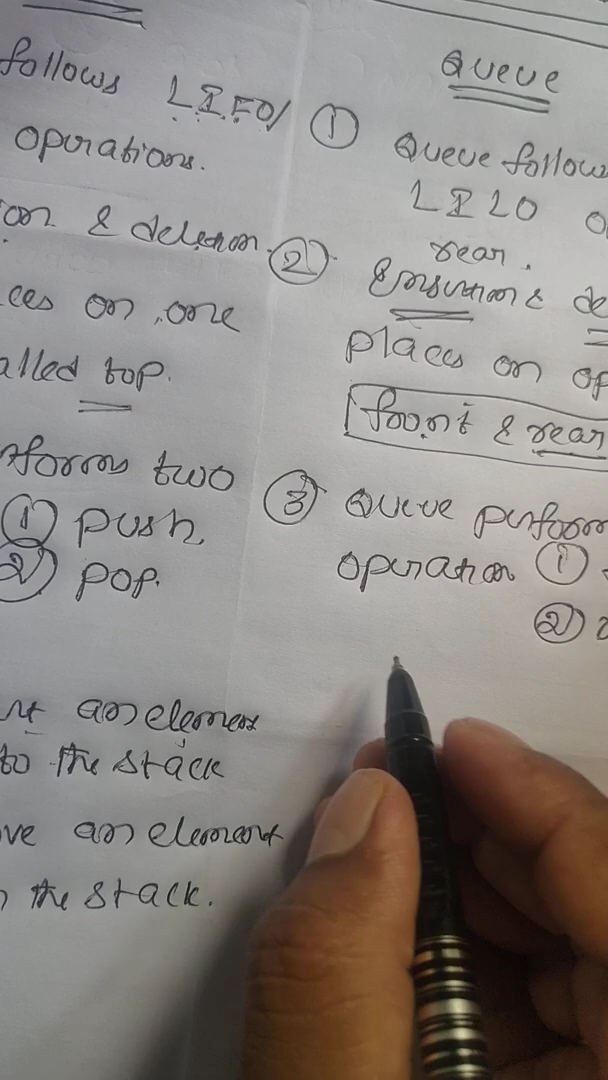 follows LIFO/
operations.
on & deletion.
ces on one
alled top.
forms two
① push,
② pop.
an element
to the stack
ve an element
the stack.
Queue
① Queue follow
LILO
rear.
② Ensurtion & de
places on op
front & rear
③ Queue perform
operation ①
②